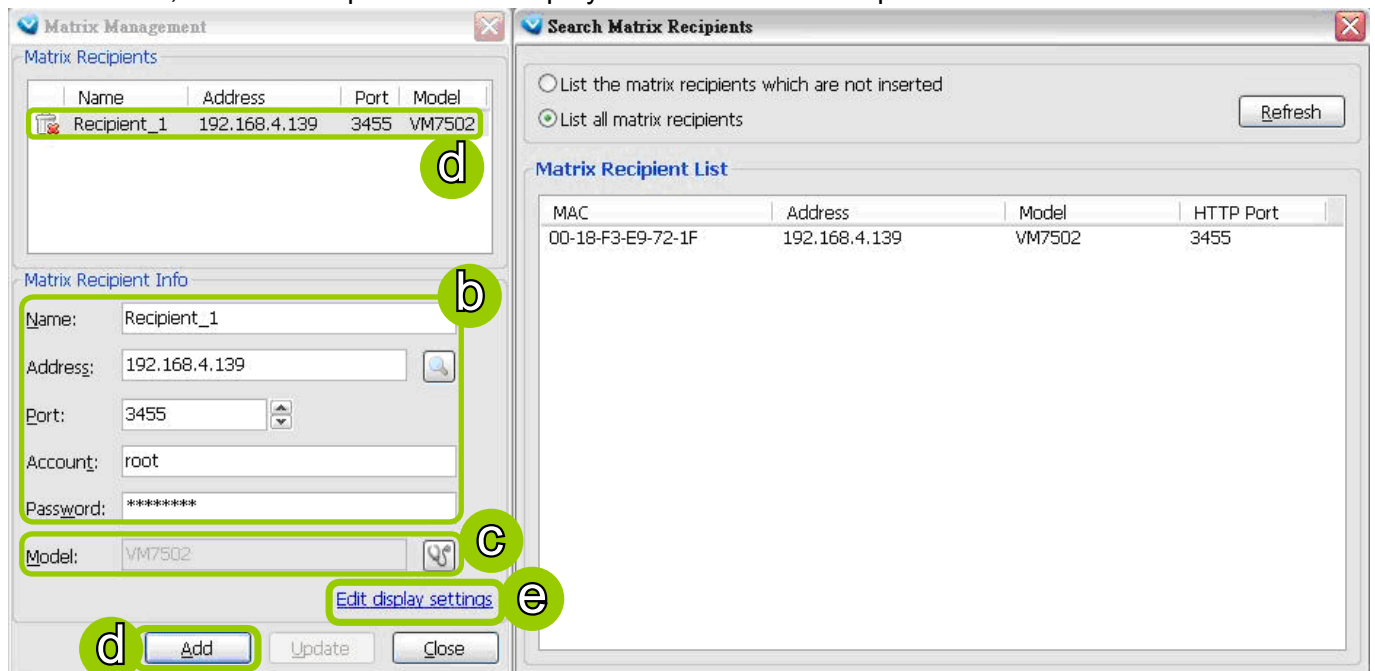 Matrix Management
Matrix Recipients
Name Address Port Model
Recipient_1 192.168.4.139 3455 VM7502
d
Matrix Recipient Info
b
Name: Recipient_1
Address: 192.168.4.139
Port: 3455
Account: root
Password: ********
Model: VM7502
c
Edit display settings
e
d
Add Update Close
Search Matrix Recipients
List the matrix recipients which are not inserted
List all matrix recipients
Refresh
Matrix Recipient List
MAC Address Model HTTP Port
00-18-F3-E9-72-1F 192.168.4.139 VM7502 3455